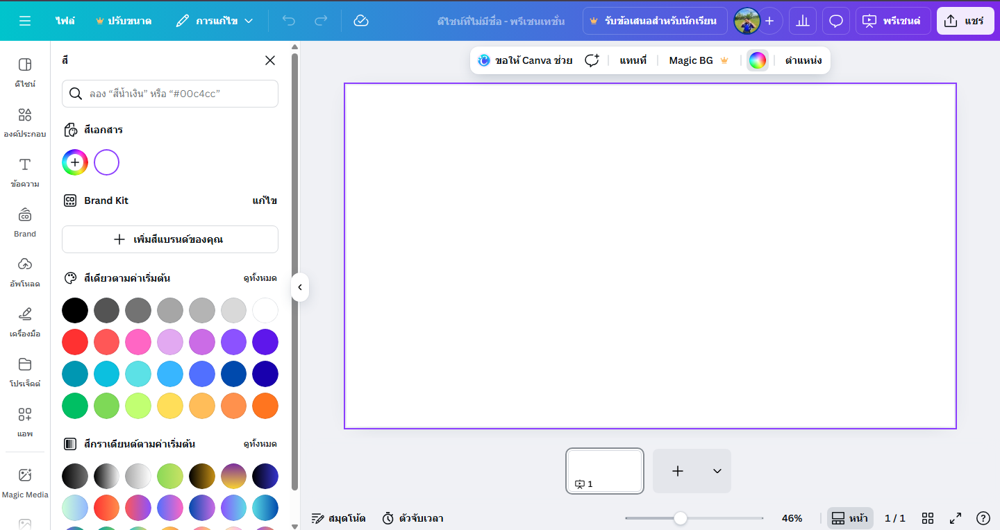 ไฟล์
ปรับขนาด
การแก้ไข
ดีไซน์ที่ไม่มีชื่อ - พรีเซนเทชั่น
รับข้อเสนอสำหรับนักเรียน
พรีเซนต์
แชร์
ดีไซน์
องค์ประกอบ
ข้อความ
Brand
อัพโหลด
เครื่องมือ
โปรเจ็คต์
แอพ
Magic Media
สี
ลอง “สีน้ำเงิน” หรือ “#00c4cc”
สีเอกสาร
Brand Kit
แก้ไข
เพิ่มสีแบรนด์ของคุณ
สีเดียวตามค่าเริ่มต้น
ดูทั้งหมด
สีกราเดียนต์ตามค่าเริ่มต้น
ดูทั้งหมด
ขอให้ Canva ช่วย
แทนที่
Magic BG
ตำแหน่ง
1
สมุดโน้ต
ตัวจับเวลา
46%
หน้า
1 / 1